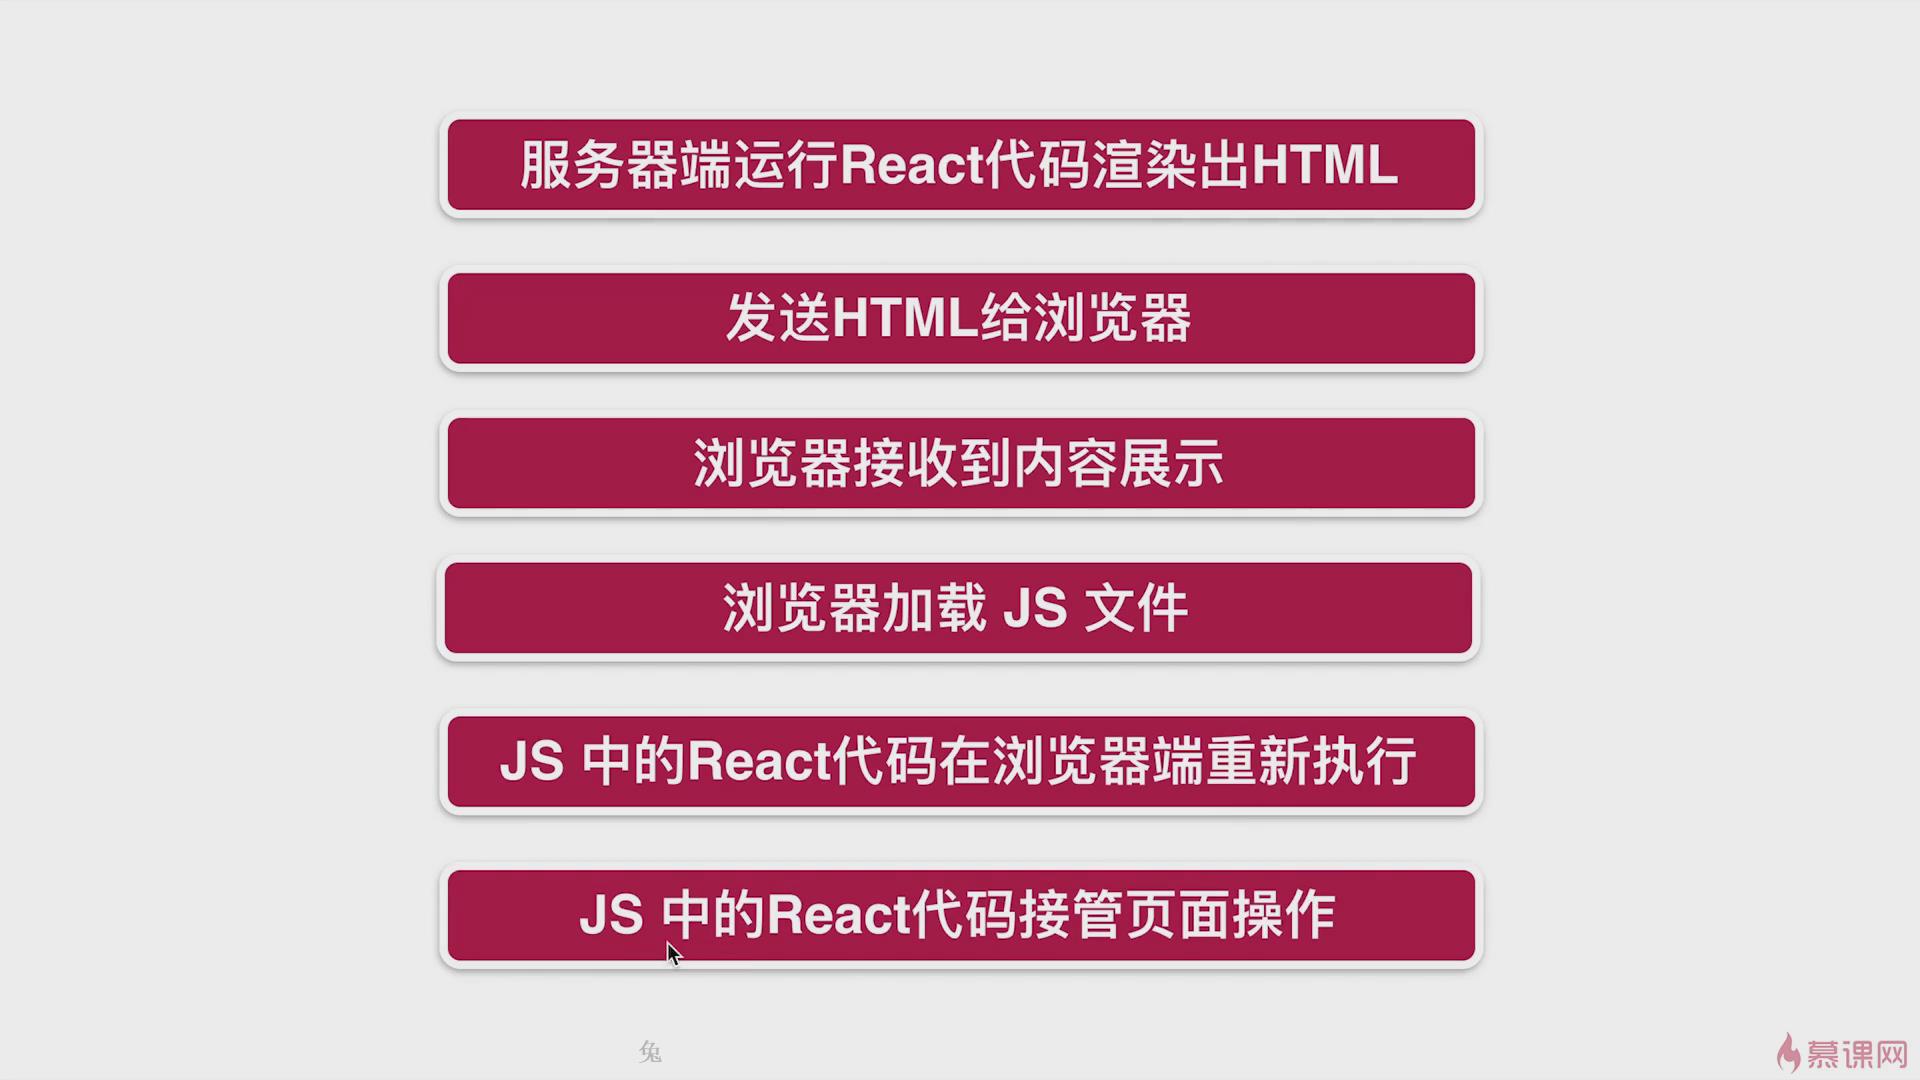 服务器端运行React代码渲染出HTML
发送HTML给浏览器
浏览器接收到内容展示
浏览器加载 JS 文件
JS 中的React代码在浏览器端重新执行
JS 中的React代码接管页面操作
兔
慕课网